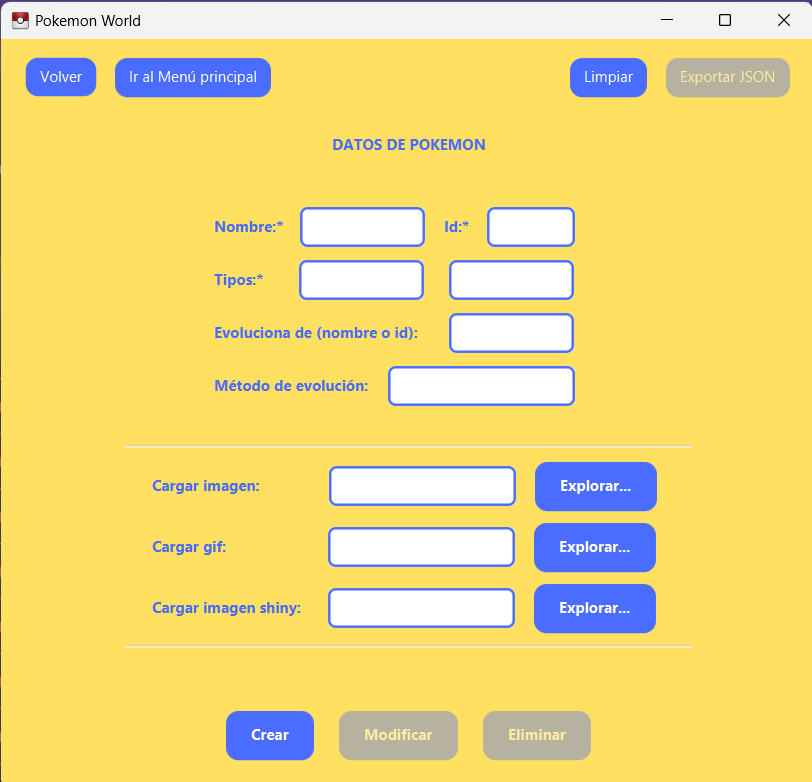 Pokemon World
Volver Ir al Menú principal Limpiar Exportar JSON
DATOS DE POKEMON
Nombre:* Id:*
Tipos:*
Evoluciona de (nombre o id):
Método de evolución:
Cargar imagen: Explorar...
Cargar gif: Explorar...
Cargar imagen shiny: Explorar...
Crear Modificar Eliminar